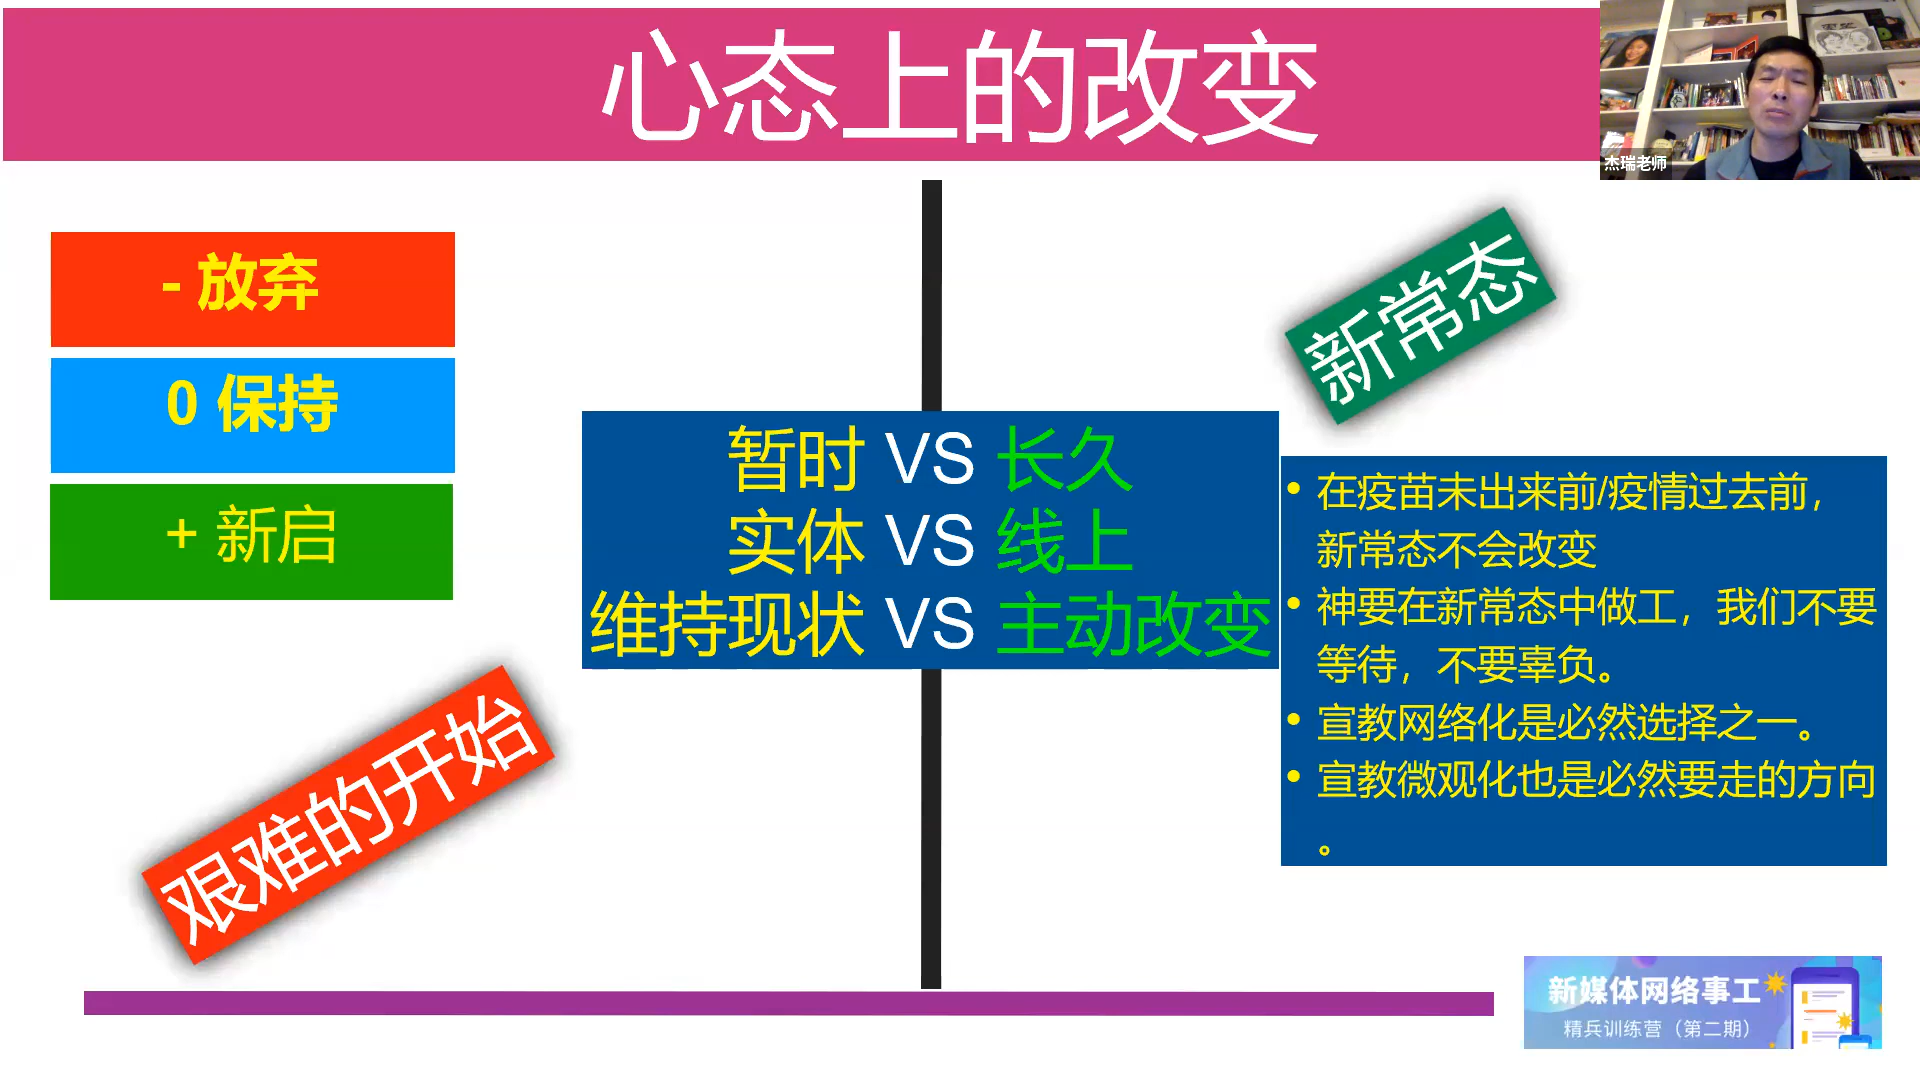 心态上的改变
杰瑞老师
- 放弃
0 保持
+ 新启
艰难的开始
暂时 VS 长久
实体 VS 线上
维持现状 VS 主动改变
新常态
• 在疫苗未出来前/疫情过去前，
新常态不会改变
• 神要在新常态中做工，我们不要
等待，不要辜负。
• 宣教网络化是必然选择之一。
• 宣教微观化也是必然要走的方向
。
新媒体网络事工
精兵训练营（第二期）